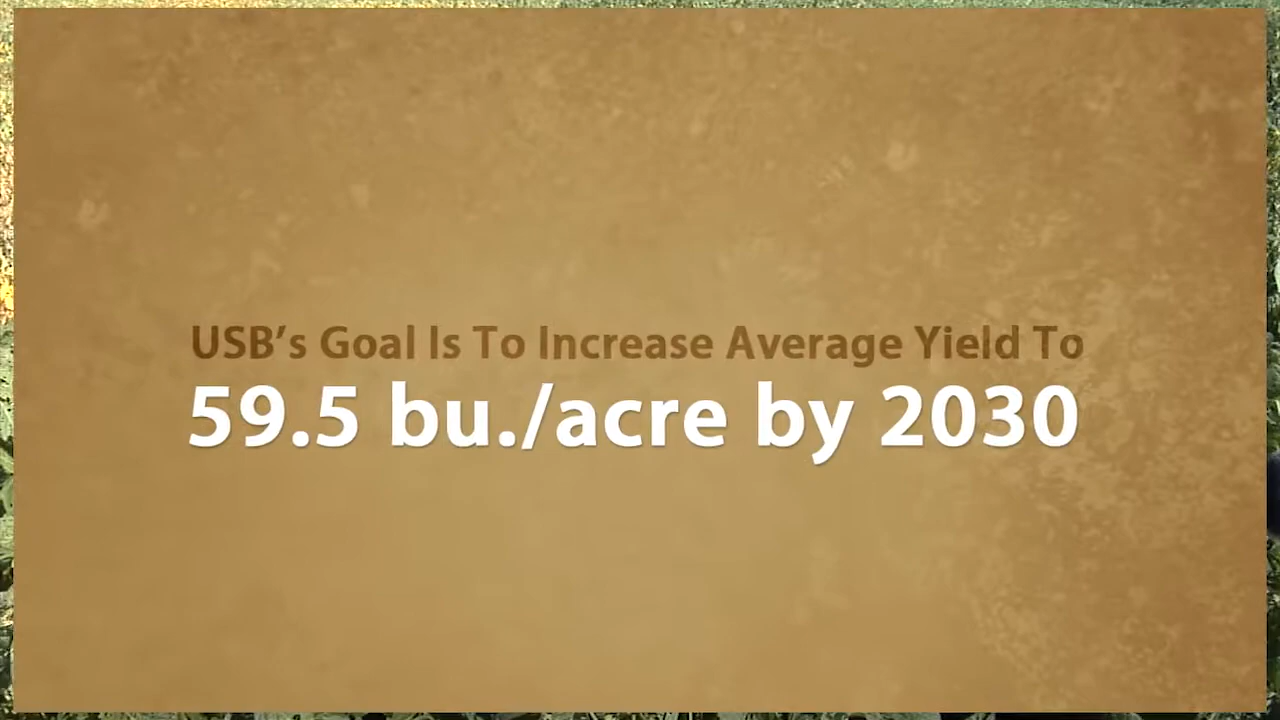 USB’s Goal Is To Increase Average Yield To
59.5 bu./acre by 2030